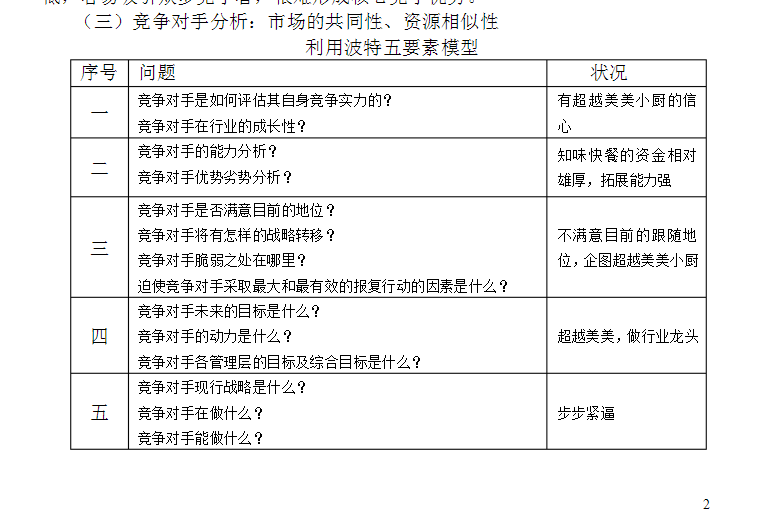 （三）竞争对手分析：市场的共同性、资源相似性
利用波特五要素模型
序号 问题 状况
一
竞争对手是如何评估其自身竞争实力的？
竞争对手在行业的成长性？
有超越美美小厨的信
心
二
竞争对手的能力分析？
竞争对手优势劣势分析？
知味快餐的资金相对
雄厚，拓展能力强
三
竞争对手是否满意目前的地位？
竞争对手将有怎样的战略转移？
竞争对手脆弱之处在哪里？
迫使竞争对手采取最大和最有效的报复行动的因素是什么？
不满意目前的跟随地
位，企图超越美美小厨
四
竞争对手未来的目标是什么？
竞争对手的动力是什么？
竞争对手各管理层的目标及综合目标是什么？
超越美美，做行业龙头
五
竞争对手现行战略是什么？
竞争对手在做什么？
竞争对手能做什么？
步步紧逼
2